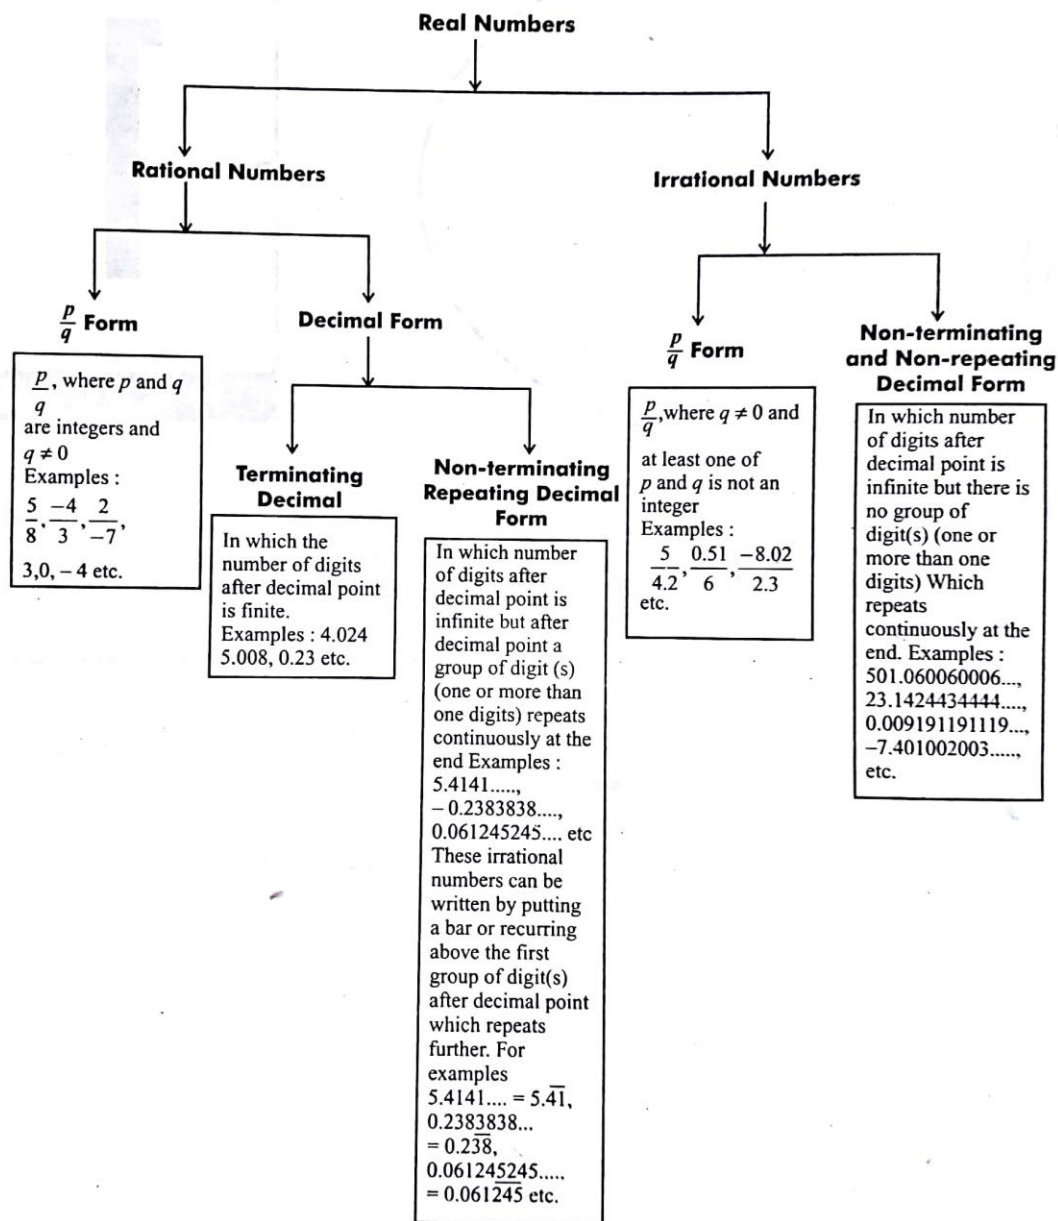 Real Numbers
Rational Numbers
Irrational Numbers
p/q Form
Decimal Form
p/q Form
Non-terminating
and Non-repeating
Decimal Form
p/q, where p and q
are integers and
q ≠ 0
Examples :
5/8, -4/3, 2/-7,
3,0, – 4 etc.
Terminating
Decimal
In which the
number of digits
after decimal point
is finite.
Examples : 4.024
5.008, 0.23 etc.
Non-terminating
Repeating Decimal
Form
In which number
of digits after
decimal point is
infinite but after
decimal point a
group of digit (s)
(one or more than
one digits) repeats
continuously at the
end Examples :
5.4141.....,
– 0.2383838....,
0.061245245.... etc
These irrational
numbers can be
written by putting
a bar or recurring
above the first
group of digit(s)
after decimal point
which repeats
further. For
examples
5.4141.... = 5.4̅1̅,
0.2383838...
= 0.23̅8̅,
0.061245245.....
= 0.0612̅4̅5̅ etc.
p/q,where q ≠ 0 and
at least one of
p and q is not an
integer
Examples :
5/4.2, 0.51/6, -8.02/2.3
etc.
In which number
of digits after
decimal point is
infinite but there is
no group of
digit(s) (one or
more than one
digits) Which
repeats
continuously at the
end. Examples :
501.060060006...,
23.1424434444....,
0.009191191119...,
–7.401002003.....,
etc.